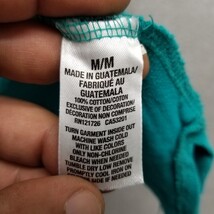 M/M
MADE IN GUATEMALA/
FABRIQUÉ AU
GUATEMALA
100% COTTON/COTON
EXCLUSIVE OF DECORATION/
DÉCORATION NON COMPRISE
RN121726 CA53201
TURN GARMENT INSIDE OUT
MACHINE WASH COLD
WITH LIKE COLORS
ONLY NON-CHLORINE
BLEACH WHEN NEEDED
TUMBLE DRY LOW REMOVE
PROMPTLY COOL IRON ON